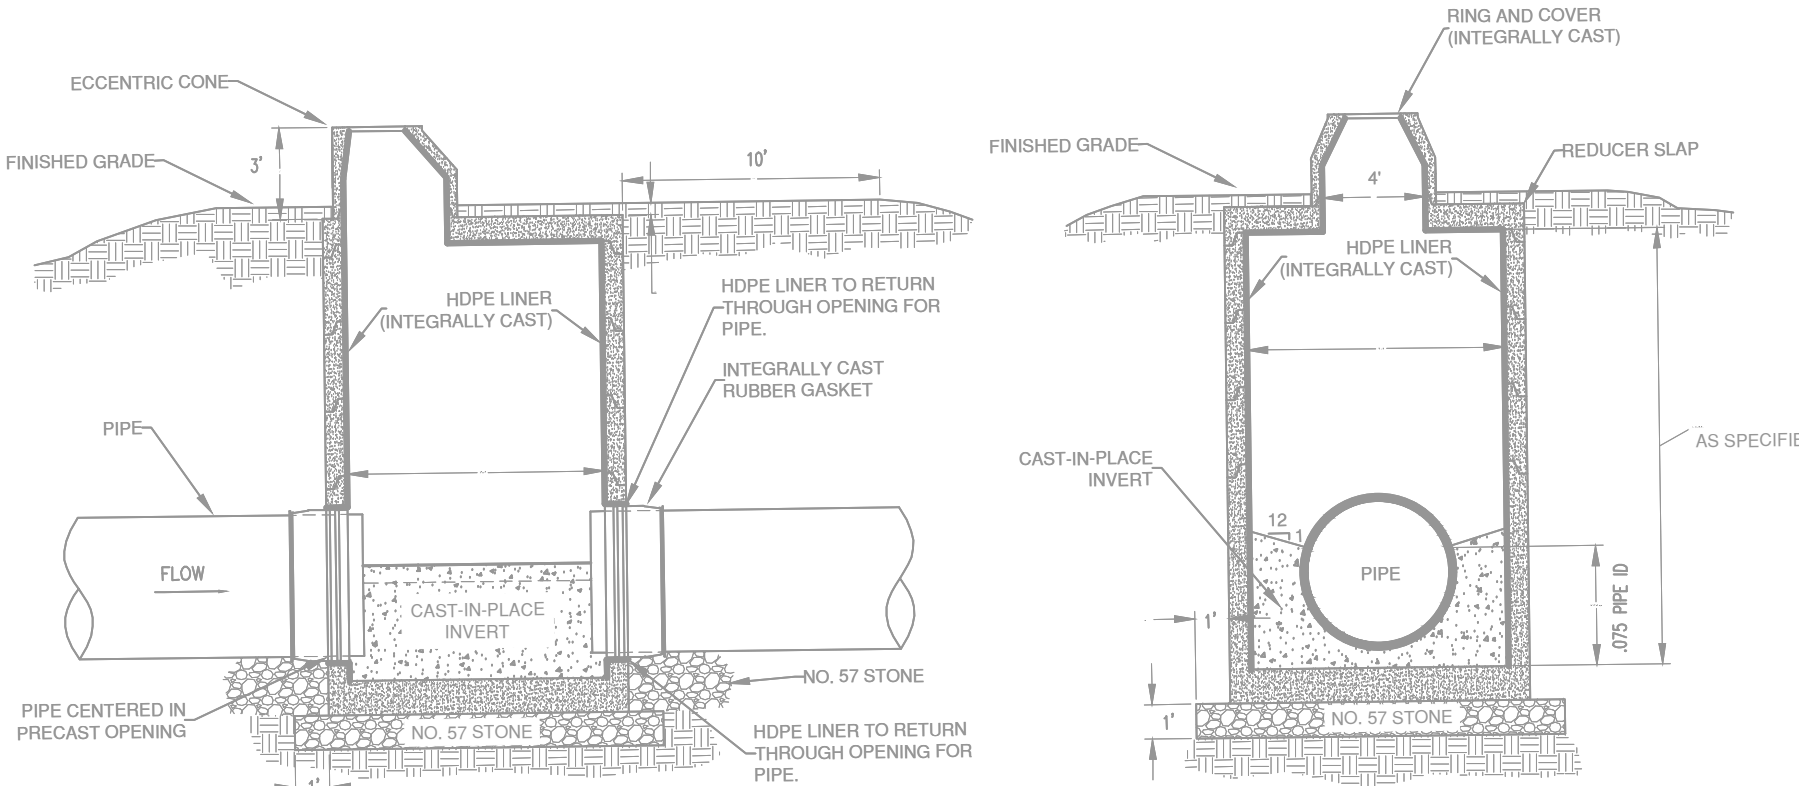 RING AND COVER
(INTEGRALLY CAST)
ECCENTRIC CONE
FINISHED GRADE
3'
10'
FINISHED GRADE
4'
REDUCER SLAP
HDPE LINER
(INTEGRALLY CAST)
HDPE LINER TO RETURN
THROUGH OPENING FOR
PIPE.
HDPE LINER
(INTEGRALLY CAST)
INTEGRALLY CAST
RUBBER GASKET
PIPE
AS SPECIFIE
CAST-IN-PLACE
INVERT
12
1
FLOW
PIPE
.075 PIPE ID
CAST-IN-PLACE
INVERT
1'
NO. 57 STONE
PIPE CENTERED IN
PRECAST OPENING
NO. 57 STONE
HDPE LINER TO RETURN
THROUGH OPENING FOR
PIPE.
1'
NO. 57 STONE
1'